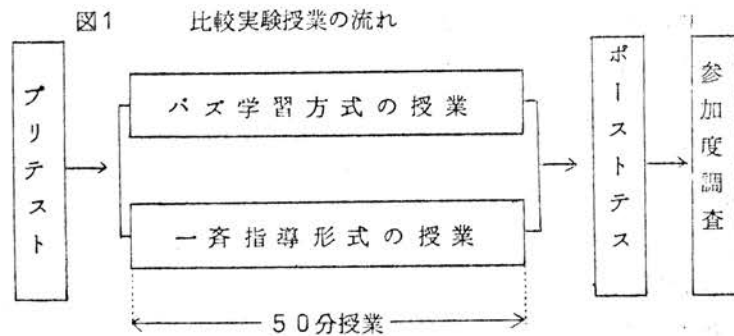 図1 比較実験授業の流れ
プリテスト
バズ学習方式の授業
一斉指導形式の授業
50分授業
ポーストテス
参加度調査